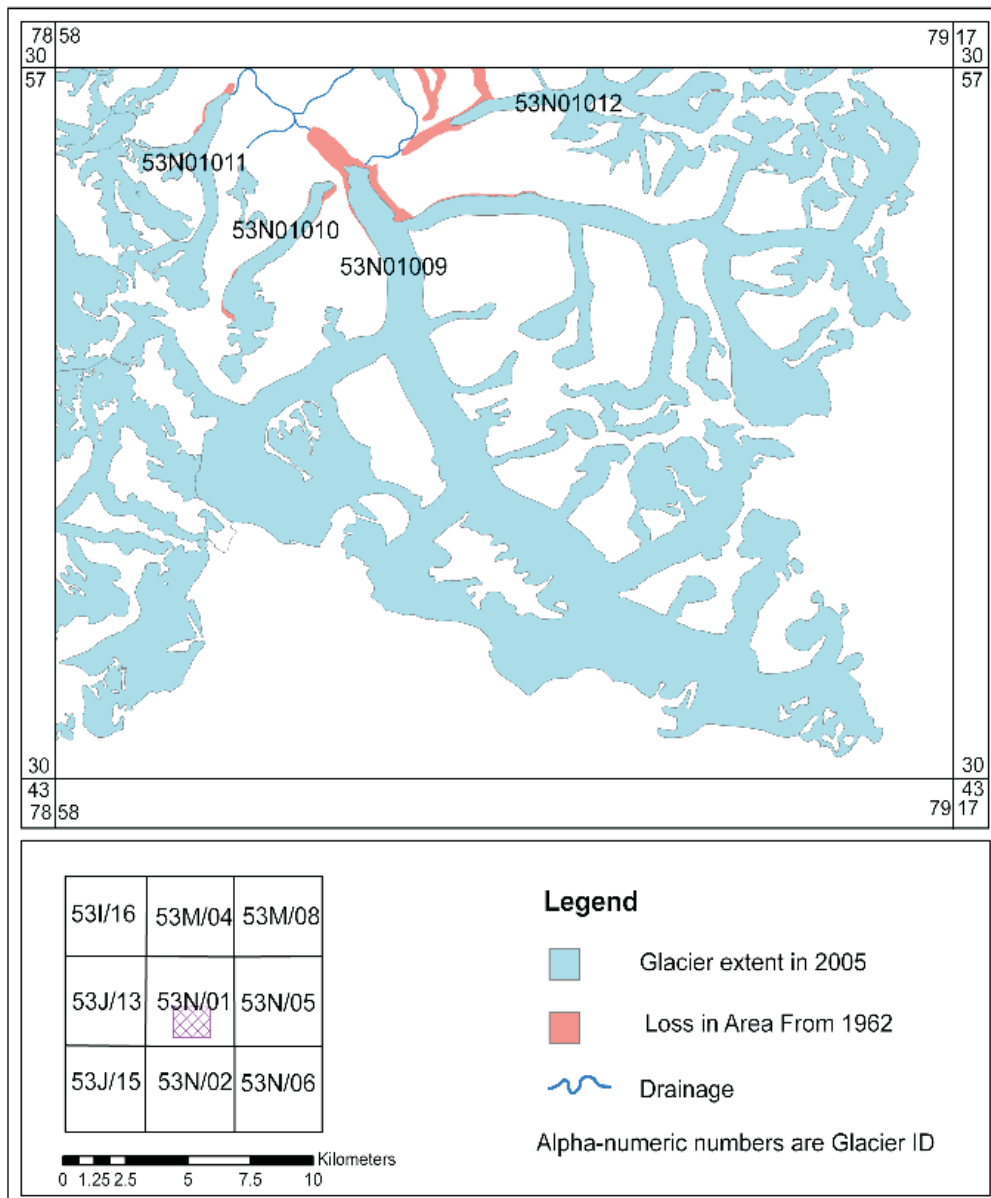 78 58
79 17
30
30
57
57
53N01012
53N01011
53N01010
53N01009
30
30
43
43
78 58
79 17
53I/16 53M/04 53M/08
53J/13 53N/01 53N/05
53J/15 53N/02 53N/06
Kilometers
0 1.25 2.5 5 7.5 10
Legend
Glacier extent in 2005
Loss in Area From 1962
Drainage
Alpha-numeric numbers are Glacier ID